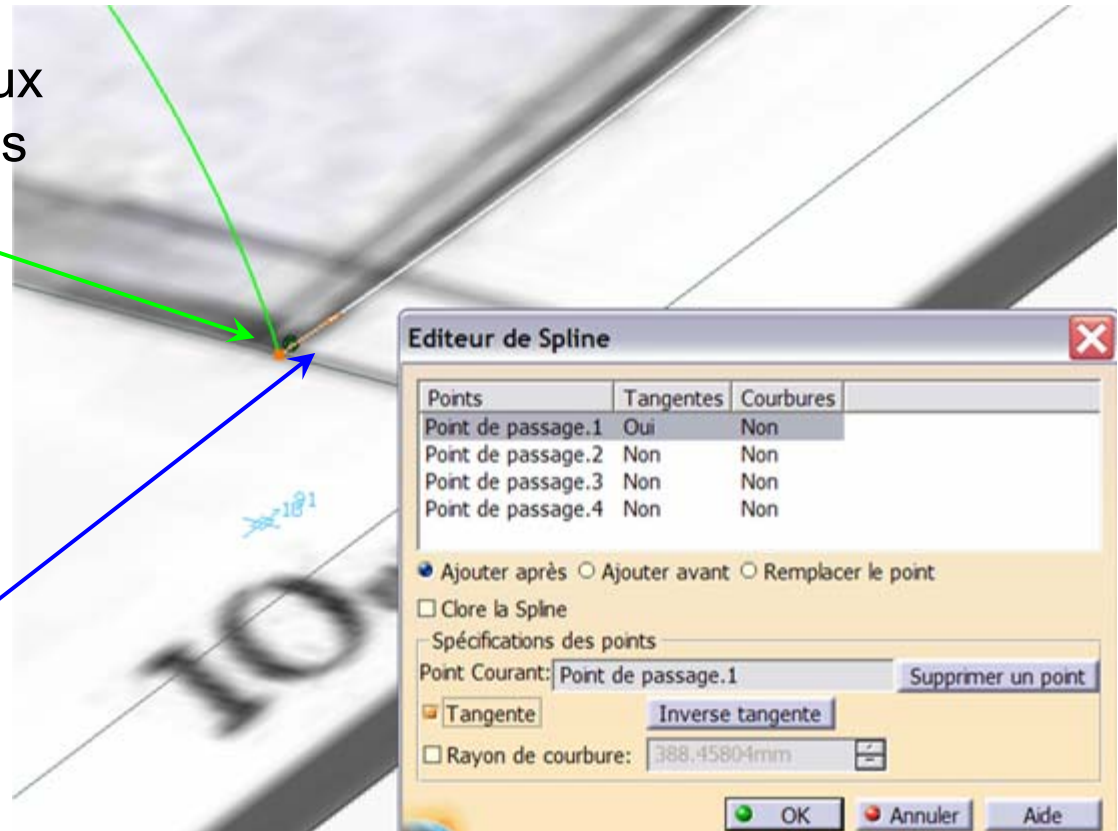 ux
s
Editeur de Spline
Points Tangentes Courbures
Point de passage.1 Oui Non
Point de passage.2 Non Non
Point de passage.3 Non Non
Point de passage.4 Non Non
Ajouter après Ajouter avant Remplacer le point
Clore la Spline
Spécifications des points
Point Courant: Point de passage.1 Supprimer un point
Tangente Inverse tangente
Rayon de courbure: 388.45804mm
OK Annuler Aide